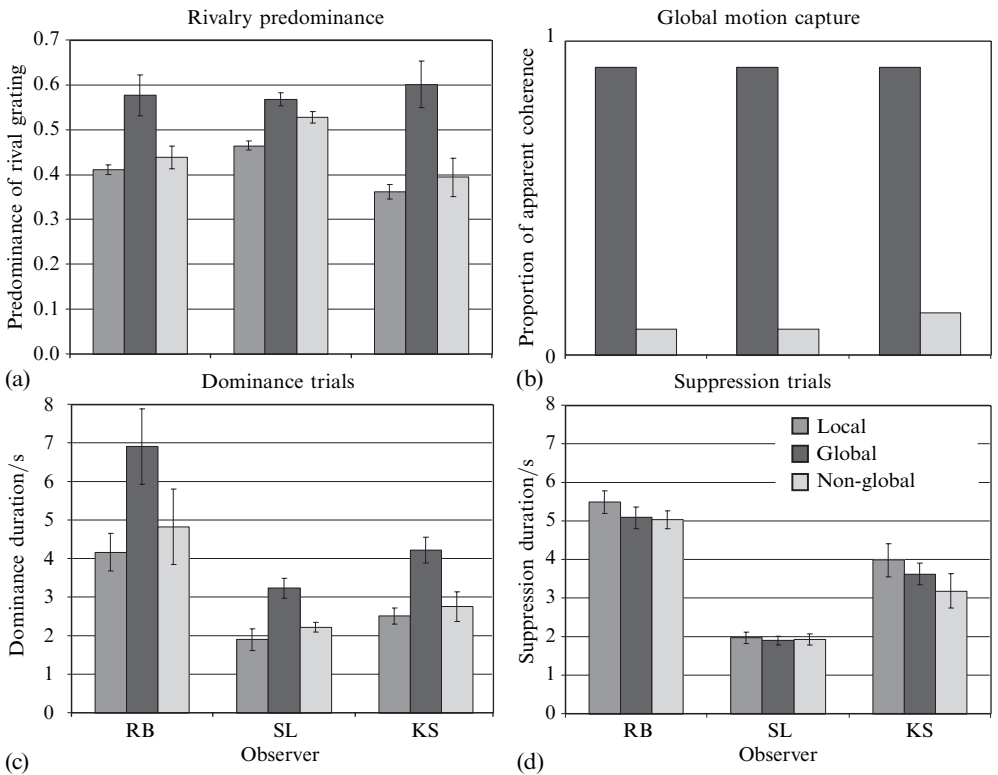 Rivalry predominance
Predominance of rival grating
0.7
0.6
0.5
0.4
0.3
0.2
0.1
0.0
(a)
Global motion capture
Proportion of apparent coherence
1
0
(b)
Dominance trials
Dominance duration/s
8
7
6
5
4
3
2
1
0
RB
SL
KS
Observer
(c)
Suppression trials
Suppression duration/s
8
7
6
5
4
3
2
1
0
Local
Global
Non-global
RB
SL
KS
Observer
(d)